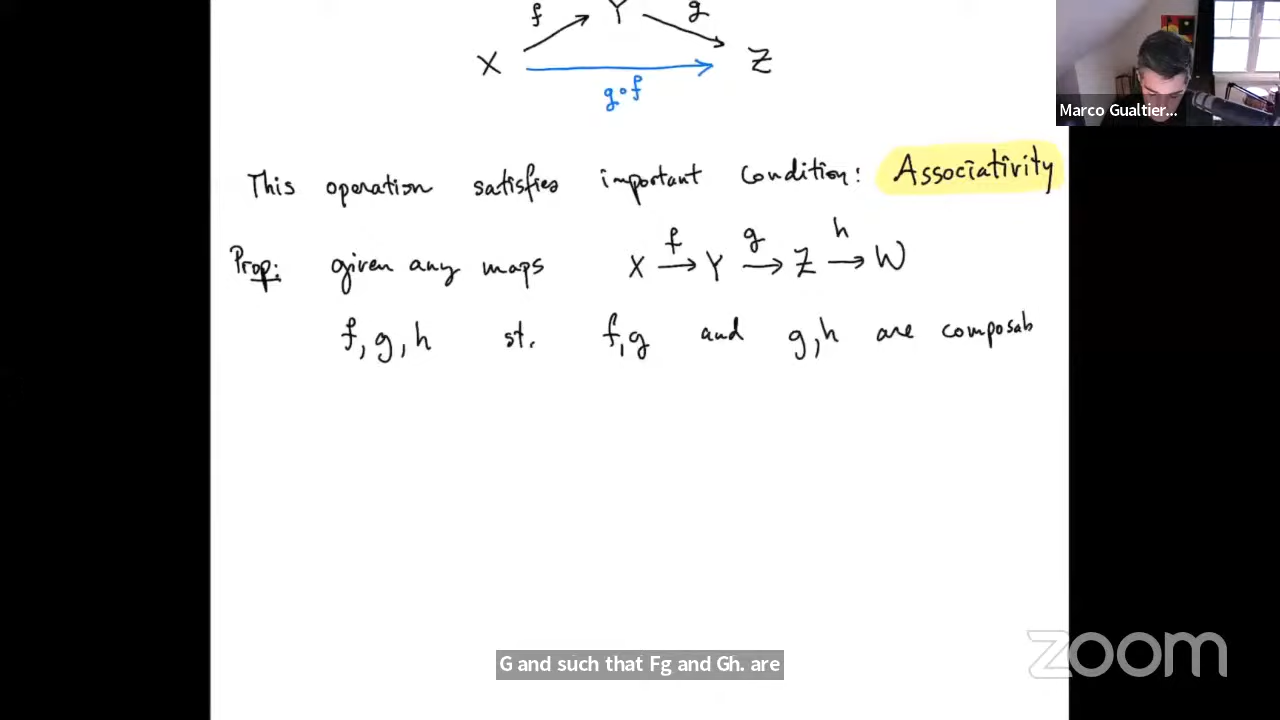 f Y g
X Z
g∘f
Marco Gualtier...
This operation satisfies important condition: Associativity
h
f g
Prop: given any maps X → Y → Z → W
f, g, h st. f,g and g,h are composab
G and such that Fg and Gh. are
zoom